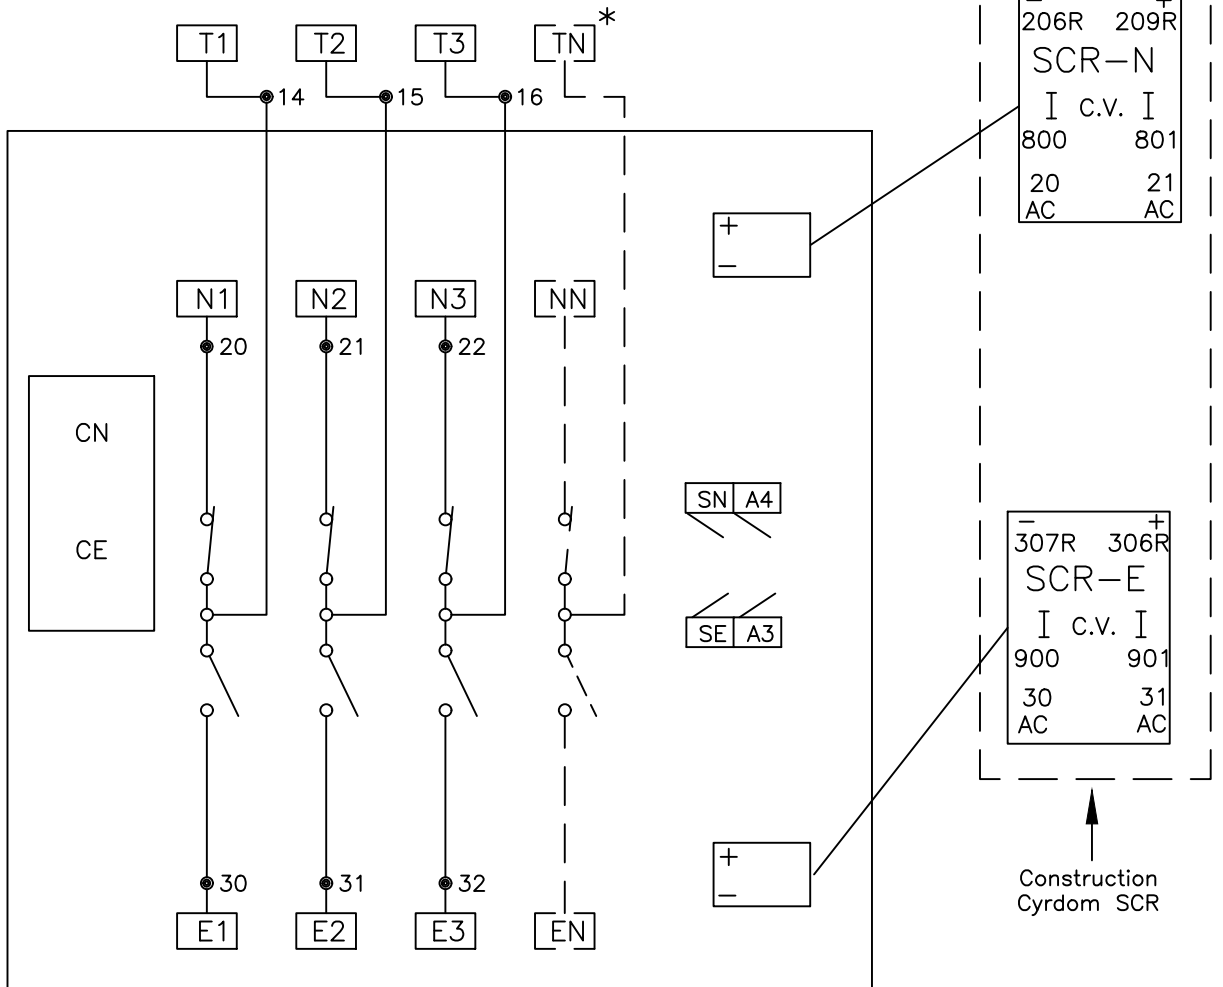 T1 T2 T3 TN *
14 15 16
- +
206R 209R
SCR-N
I C.V. I
800 801
20 21
AC AC
+
-
N1 N2 N3 NN
20 21 22
CN
CE
SN A4
SE A3
- +
307R 306R
SCR-E
I C.V. I
900 901
30 31
AC AC
+
-
30 31 32
E1 E2 E3 EN
Construction
Cyrdom SCR